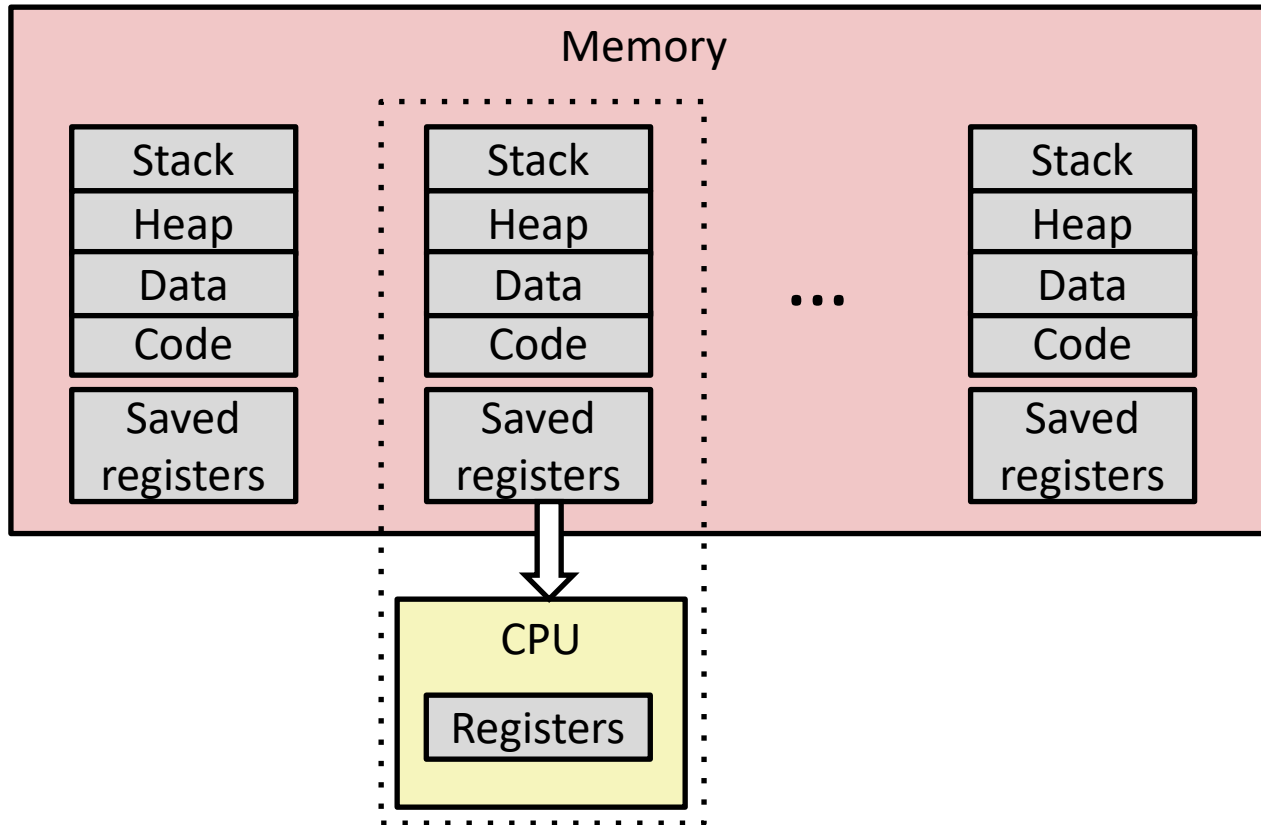 Memory
Stack
Heap
Data
Code
Saved
registers
Stack
Heap
Data
Code
Saved
registers
...
Stack
Heap
Data
Code
Saved
registers
CPU
Registers